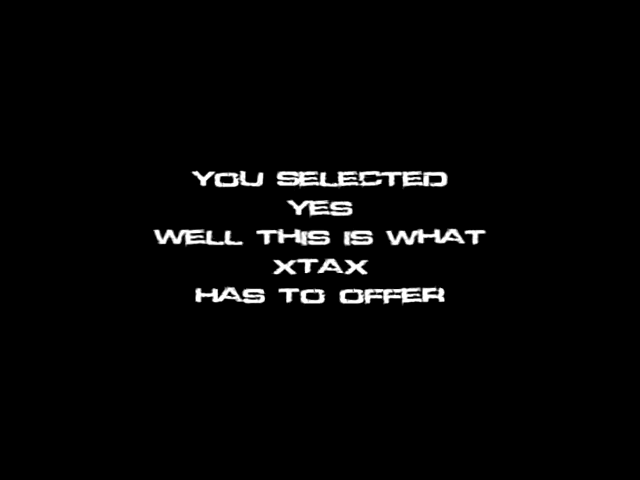 YOU SELECTED
YES
WELL THIS IS WHAT
XTAX
HAS TO OFFER